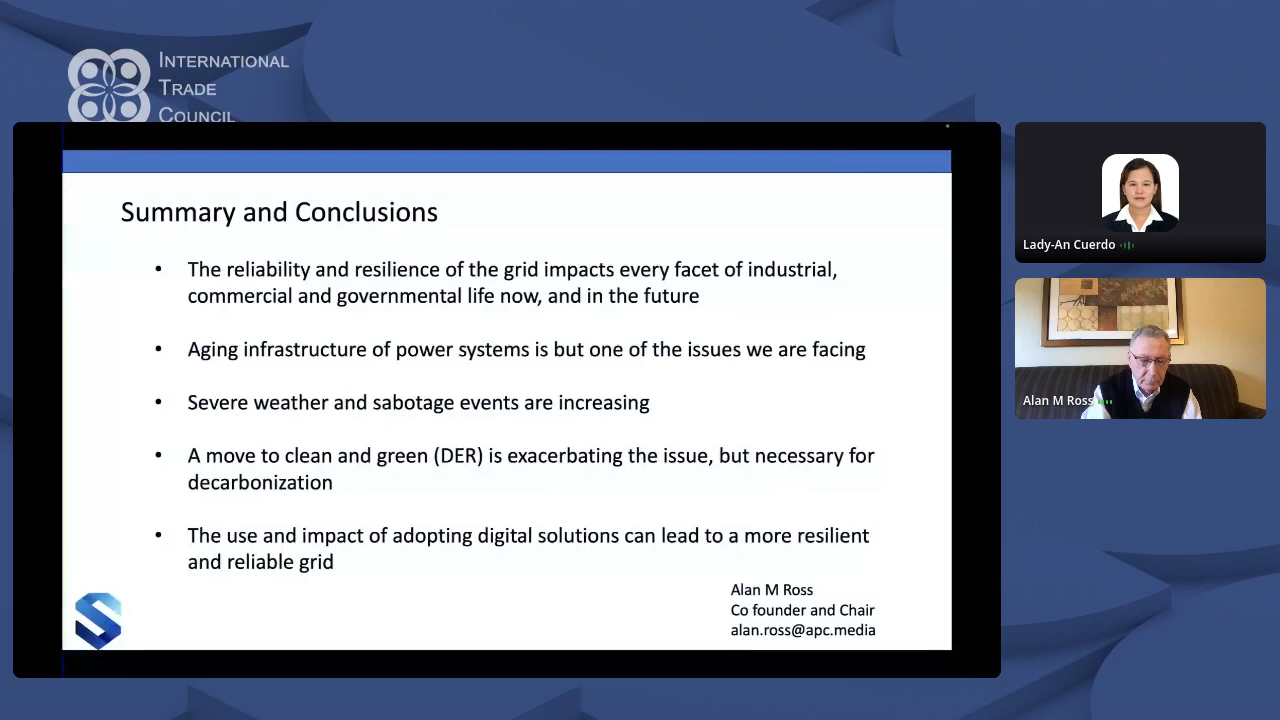 INTERNATIONAL
TRADE
COUNCIL
Summary and Conclusions
• The reliability and resilience of the grid impacts every facet of industrial,
commercial and governmental life now, and in the future
• Aging infrastructure of power systems is but one of the issues we are facing
• Severe weather and sabotage events are increasing
• A move to clean and green (DER) is exacerbating the issue, but necessary for
decarbonization
• The use and impact of adopting digital solutions can lead to a more resilient
and reliable grid
Alan M Ross
Co founder and Chair
alan.ross@apc.media
Lady-An Cuerdo
Alan M Ross